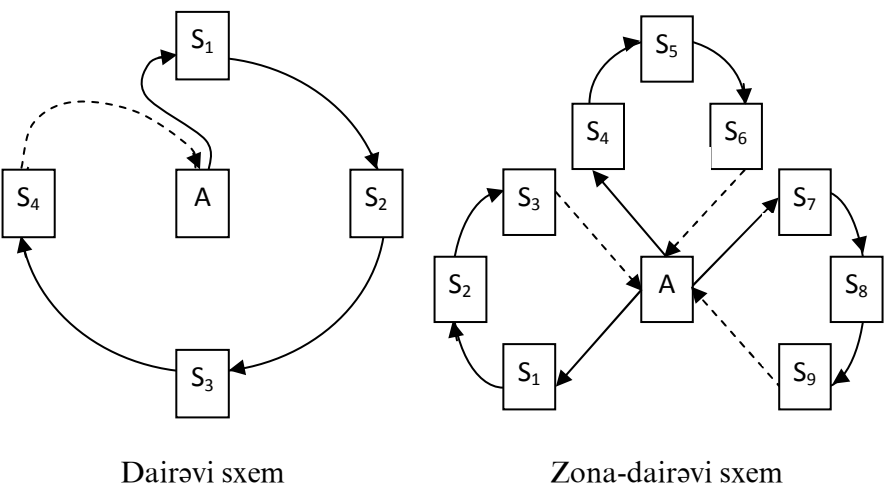 S₁
S₄
A
S₂
S₃
Dairəvi sxem
S₅
S₄
S₆
S₃
S₇
S₂
A
S₈
S₁
S₉
Zona-dairəvi sxem